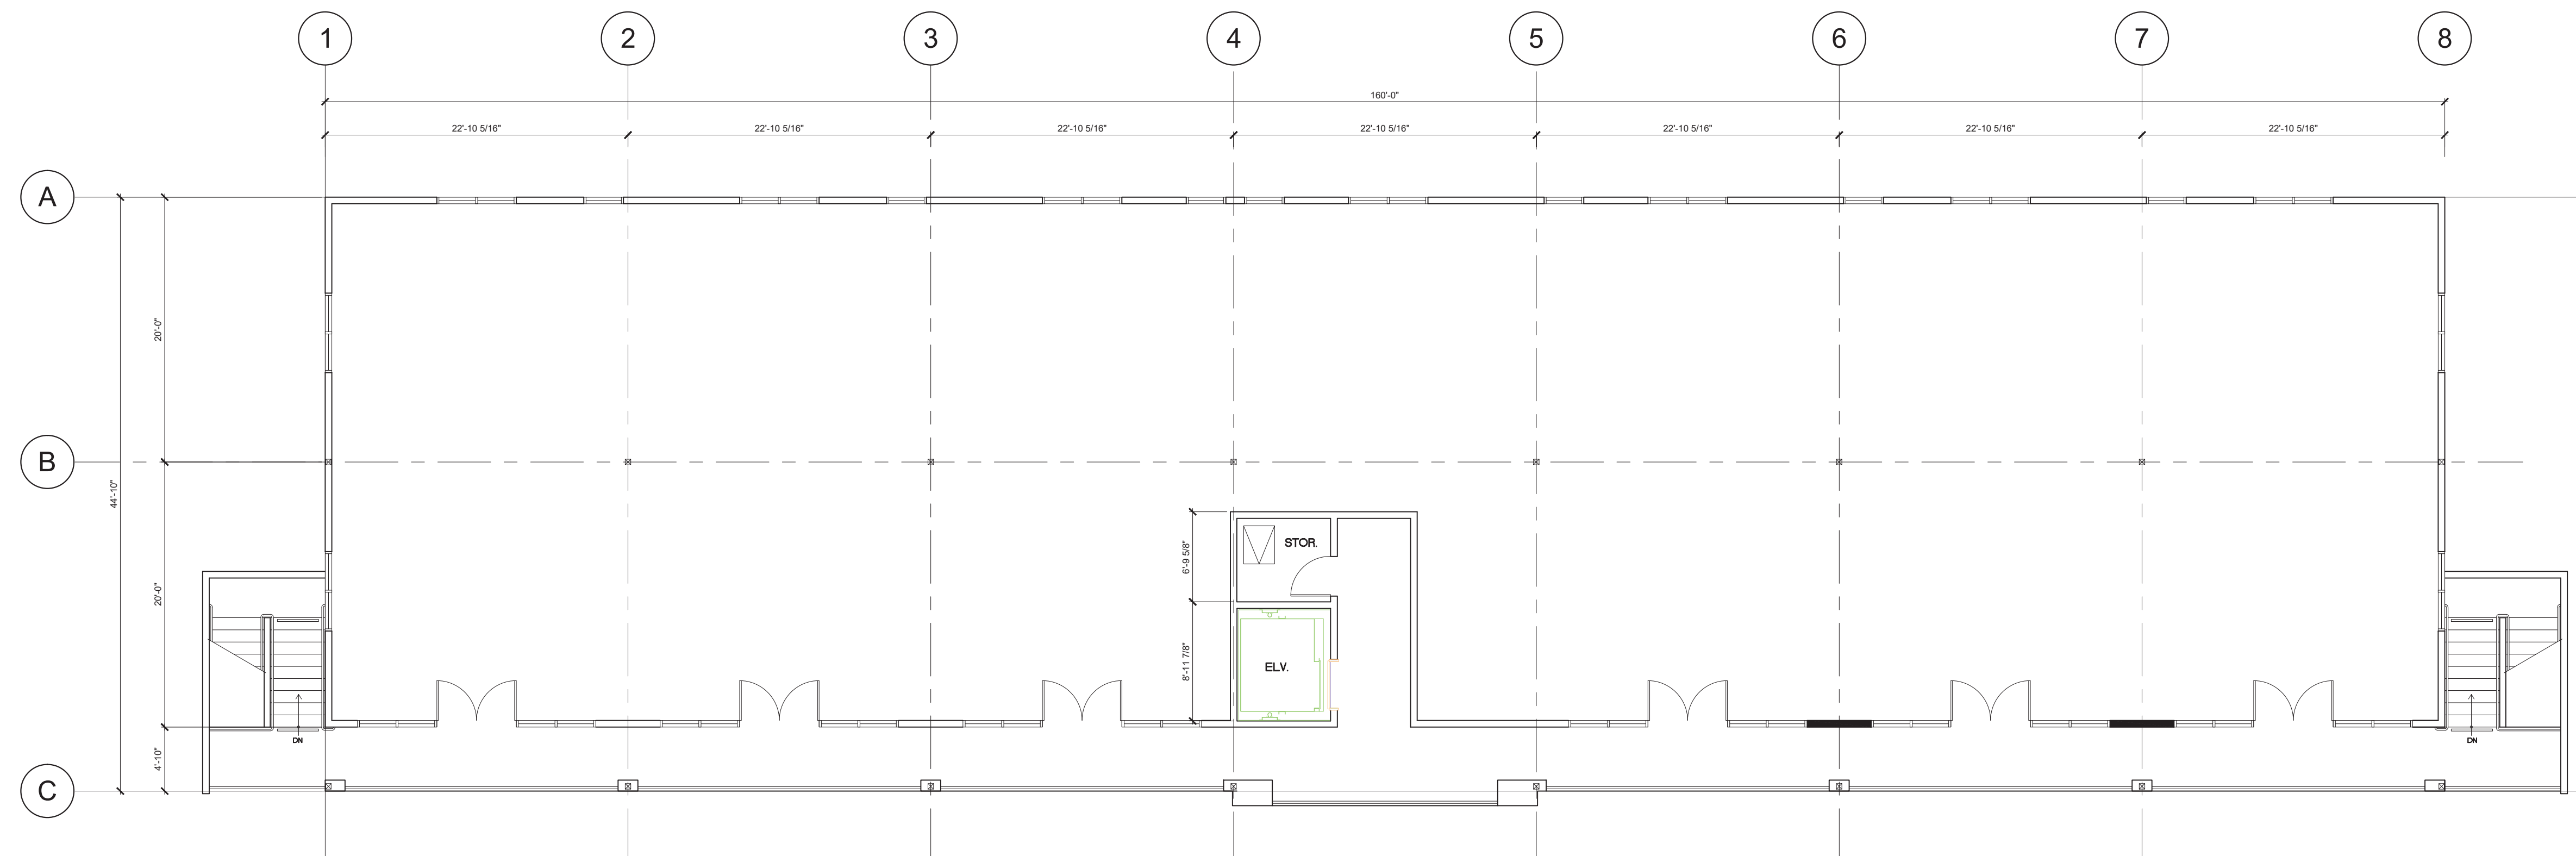 1 2 3 4 5 6 7 8
160'-0"
22'-10 5/16" 22'-10 5/16" 22'-10 5/16" 22'-10 5/16" 22'-10 5/16" 22'-10 5/16" 22'-10 5/16"
A
20'-0"
B
44'-10"
STOR.
6'-9 5/8"
20'-0"
ELV.
8'-11 7/8"
DN
DN
4'-10"
C